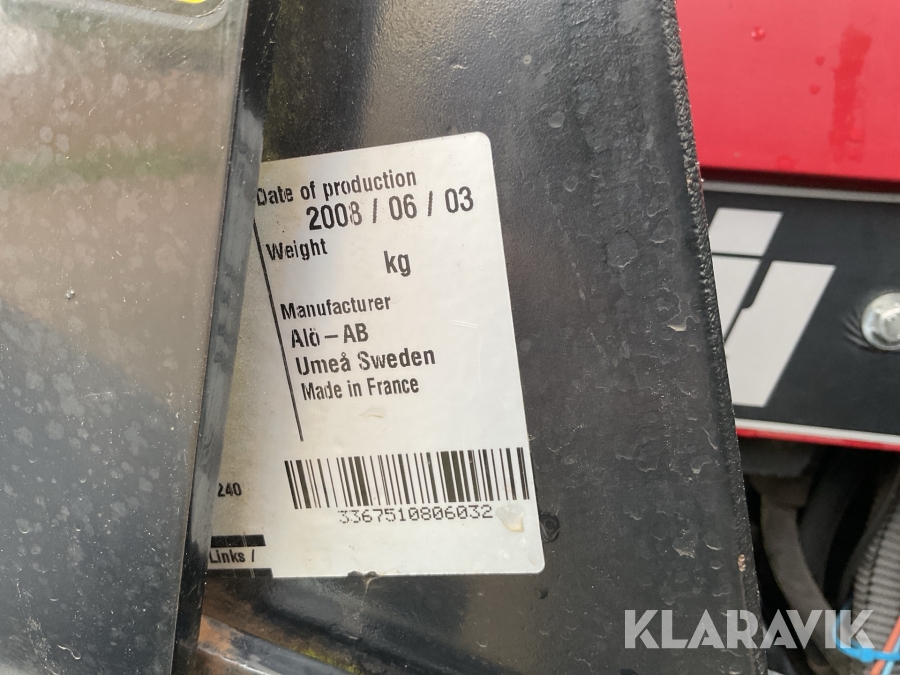 Date of production
2008 / 06 / 03
Weight
kg
Manufacturer
Alö-AB
Umeå Sweden
Made in France
240
3367510806032
Links /
KLARAVIK